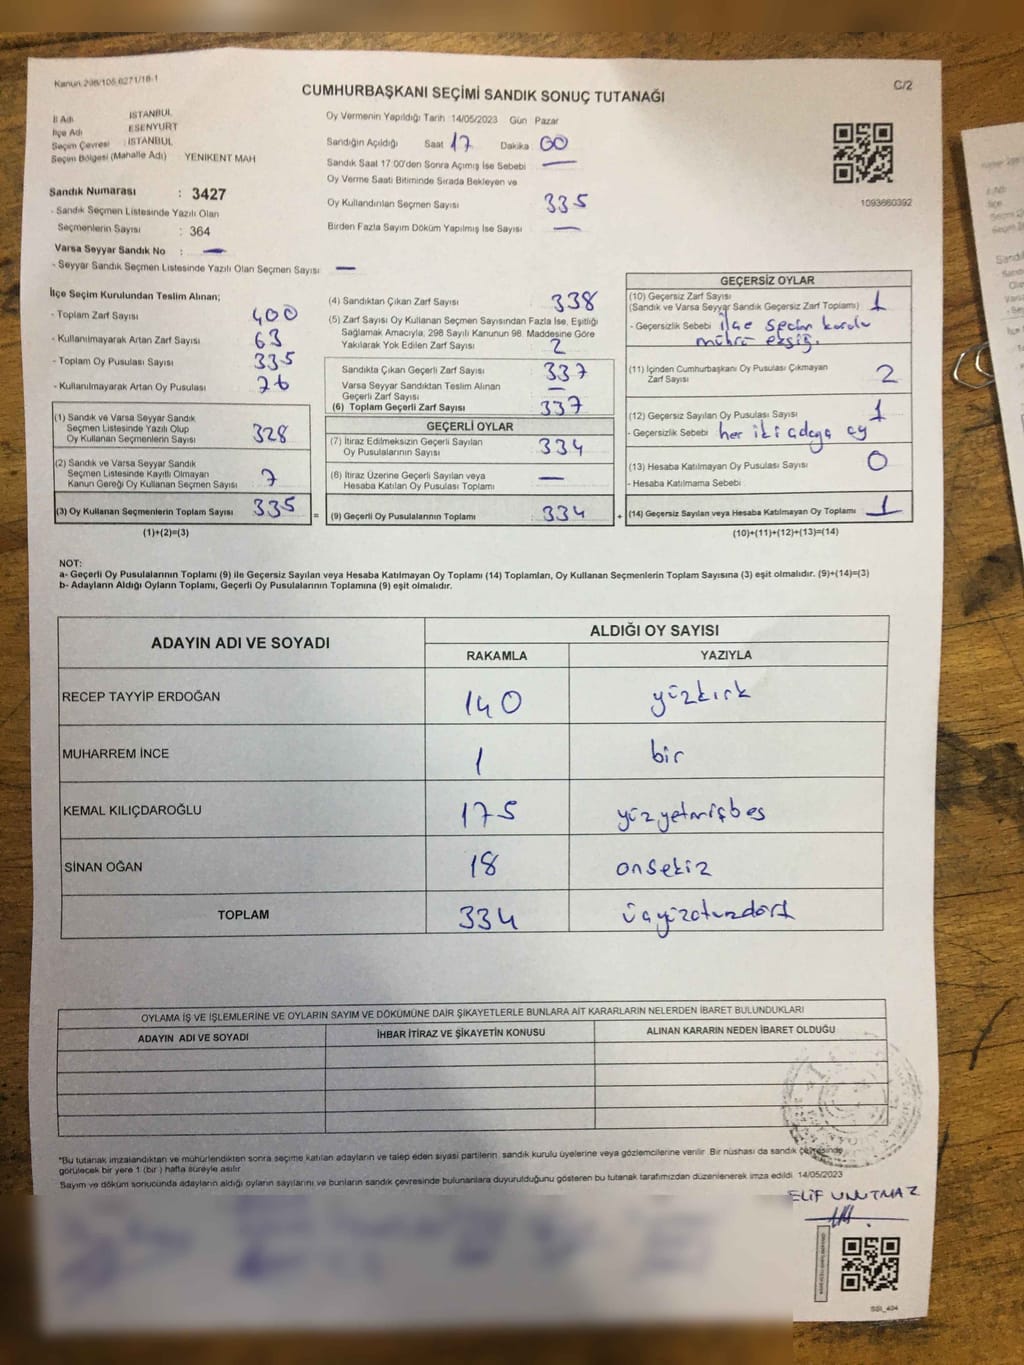 Kanun 298/105,6271/18-1
C/2
CUMHURBAŞKANI SEÇİMİ SANDIK SONUÇ TUTANAĞI
İl Adı İSTANBUL
İlçe Adı ESENYURT
Seçim Çevresi : İSTANBUL
Seçim Bölgesi (Mahalle Adı) YENİKENT MAH
Sandık Numarası : 3427
- Sandık Seçmen Listesinde Yazılı Olan
Seçmenlerin Sayısı : 364
Varsa Seyyar Sandık No : —
- Seyyar Sandık Seçmen Listesinde Yazılı Olan Seçmen Sayısı —
Oy Vermenin Yapıldığı Tarih 14/05/2023 Gün Pazar
Sandığın Açıldığı Saat 17 Dakika 00
Sandık Saat 17:00'den Sonra Açımış İse Sebebi —
Oy Verme Saati Bitiminde Sırada Bekleyen ve
Oy Kullandırılan Seçmen Sayısı 335
Birden Fazla Sayım Döküm Yapılmış İse Sayısı —
1093660392
İlçe Seçim Kurulundan Teslim Alınan;
- Toplam Zarf Sayısı 400
- Kullanılmayarak Artan Zarf Sayısı 63
- Toplam Oy Pusulası Sayısı 335
- Kullanılmayarak Artan Oy Pusulası 76
(1) Sandık ve Varsa Seyyar Sandık
Seçmen Listesinde Yazılı Olup
Oy Kullanan Seçmenlerin Sayısı 328
(2) Sandık ve Varsa Seyyar Sandık
Seçmen Listesinde Kayıtlı Olmayan
Kanun Gereği Oy Kullanan Seçmen Sayısı 7
(3) Oy Kullanan Seçmenlerin Toplam Sayısı 335 =
(1)+(2)=(3)
(4) Sandıktan Çıkan Zarf Sayısı 338
(5) Zarf Sayısı Oy Kullanan Seçmen Sayısından Fazla İse, Eşitliği
Sağlamak Amacıyla, 298 Sayılı Kanunun 98. Maddesine Göre
Yakılarak Yok Edilen Zarf Sayısı 2
Sandıkta Çıkan Geçerli Zarf Sayısı 337
Varsa Seyyar Sandıktan Teslim Alınan
Geçerli Zarf Sayısı —
(6) Toplam Geçerli Zarf Sayısı 337
GEÇERLİ OYLAR
(7) İtiraz Edilmeksizin Geçerli Sayılan
Oy Pusulalarının Sayısı 334
(8) İtiraz Üzerine Geçerli Sayılan veya
Hesaba Katılan Oy Pusulası Toplamı —
(9) Geçerli Oy Pusulalarının Toplamı 334 +
GEÇERSİZ OYLAR
(10) Geçersiz Zarf Sayısı
(Sandık ve Varsa Seyyar Sandık Geçersiz Zarf Toplamı) 1
- Geçersizlik Sebebi ilçe seçim kurulu
mührü eksiğ.
(11) İçinden Cumhurbaşkanı Oy Pusulası Çıkmayan
Zarf Sayısı 2
(12) Geçersiz Sayılan Oy Pusulası Sayısı 1
- Geçersizlik Sebebi her iki adaya oy
(13) Hesaba Katılmayan Oy Pusulası Sayısı 0
- Hesaba Katılmama Sebebi
(14) Geçersiz Sayılan veya Hesaba Katılmayan Oy Toplamı 1
(10)+(11)+(12)+(13)=(14)
NOT:
a- Geçerli Oy Pusulalarının Toplamı (9) ile Geçersiz Sayılan veya Hesaba Katılmayan Oy Toplamı (14) Toplamları, Oy Kullanan Seçmenlerin Toplam Sayısına (3) eşit olmalıdır. (9)+(14)=(3)
b- Adayların Aldığı Oyların Toplamı, Geçerli Oy Pusulalarının Toplamına (9) eşit olmalıdır.
ADAYIN ADI VE SOYADI
ALDIĞI OY SAYISI
RAKAMLA YAZIYLA
RECEP TAYYİP ERDOĞAN 140 yüzkırk
MUHARREM İNCE 1 bir
KEMAL KILIÇDAROĞLU 175 yüzyetmişbeş
SİNAN OĞAN 18 onsekiz
TOPLAM 334 üçyüzotuzdört
OYLAMA İŞ VE İŞLEMLERİNE VE OYLARIN SAYIM VE DÖKÜMÜNE DAİR ŞİKAYETLERLE BUNLARA AİT KARARLARIN NELERDEN İBARET BULUNDUKLARI
ADAYIN ADI VE SOYADI İHBAR İTİRAZ VE ŞİKAYETİN KONUSU ALINAN KARARIN NEDEN İBARET OLDUĞU
"Bu tutanak imzalandıktan ve mühürlendikten sonra seçime katılan adayların ve talep eden siyasi partilerin sandık kurulu üyelerine veya gözlemcilerine verilir. Bir nüshası da sandık çevresinde
görülecek bir yere 1 (bir) hafta süreyle asılır.
Sayım ve döküm sonucunda adayların aldığı oyların sayılarını ve bunların sandık çevresinde bulunanlara duyurulduğunu gösteren bu tutanak tarafımızdan düzenlenerek imza edildi. 14/05/2023
ELİF UNUTMAZ
SSI_404